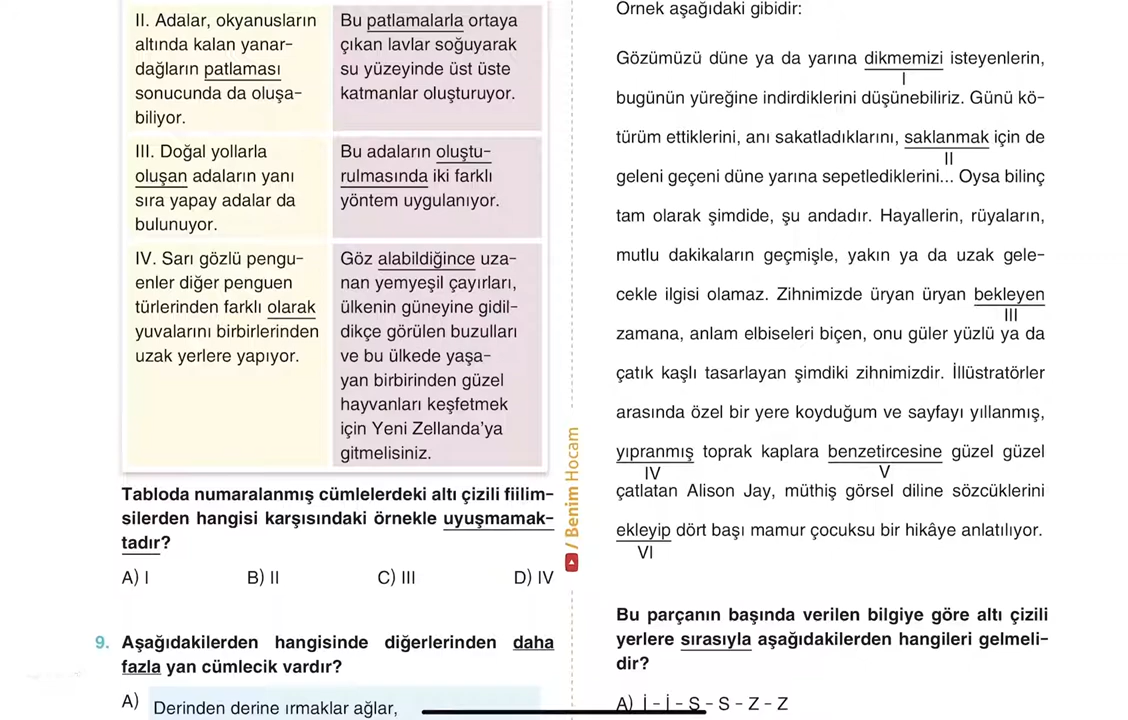 II. Adalar, okyanusların
altında kalan yanar-
dağların patlaması
sonucunda da oluşa-
biliyor.
Bu patlamalarla ortaya
çıkan lavlar soğuyarak
su yüzeyinde üst üste
katmanlar oluşturuyor.
III. Doğal yollarla
oluşan adaların yanı
sıra yapay adalar da
bulunuyor.
Bu adaların oluştu-
rulmasında iki farklı
yöntem uygulanıyor.
IV. Sarı gözlü pengu-
enler diğer penguen
türlerinden farklı olarak
yuvalarını birbirlerinden
uzak yerlere yapıyor.
Göz alabildiğince uza-
nan yemyeşil çayırları,
ülkenin güneyine gidil-
dikçe görülen buzulları
ve bu ülkede yaşa-
yan birbirinden güzel
hayvanları keşfetmek
için Yeni Zellanda'ya
gitmelisiniz.
Tabloda numaralanmış cümlelerdeki altı çizili fiilim-
silerden hangisi karşısındaki örnekle uyuşmamak-
tadır?
A) I B) II C) III D) IV
9. Aşağıdakilerden hangisinde diğerlerinden daha
fazla yan cümlecik vardır?
A) Derinden derine ırmaklar ağlar,
/ Benim Hocam
Örnek aşağıdaki gibidir:
Gözümüzü düne ya da yarına dikmemizi isteyenlerin,
I
bugünün yüreğine indirdiklerini düşünebiliriz. Günü kö-
türüm ettiklerini, anı sakatladıklarını, saklanmak için de
II
geleni geçeni düne yarına sepetlediklerini... Oysa bilinç
tam olarak şimdide, şu andadır. Hayallerin, rüyaların,
mutlu dakikaların geçmişle, yakın ya da uzak gele-
cekle ilgisi olamaz. Zihnimizde üryan üryan bekleyen
III
zamana, anlam elbiseleri biçen, onu güler yüzlü ya da
çatık kaşlı tasarlayan şimdiki zihnimizdir. İllüstratörler
arasında özel bir yere koyduğum ve sayfayı yıllanmış,
yıpranmış toprak kaplara benzetircesine güzel güzel
IV V
çatlatan Alison Jay, müthiş görsel diline sözcüklerini
ekleyip dört başı mamur çocuksu bir hikâye anlatılıyor.
VI
Bu parçanın başında verilen bilgiye göre altı çizili
yerlere sırasıyla aşağıdakilerden hangileri gelmeli-
dir?
A) İ - İ - S - S - Z - Z